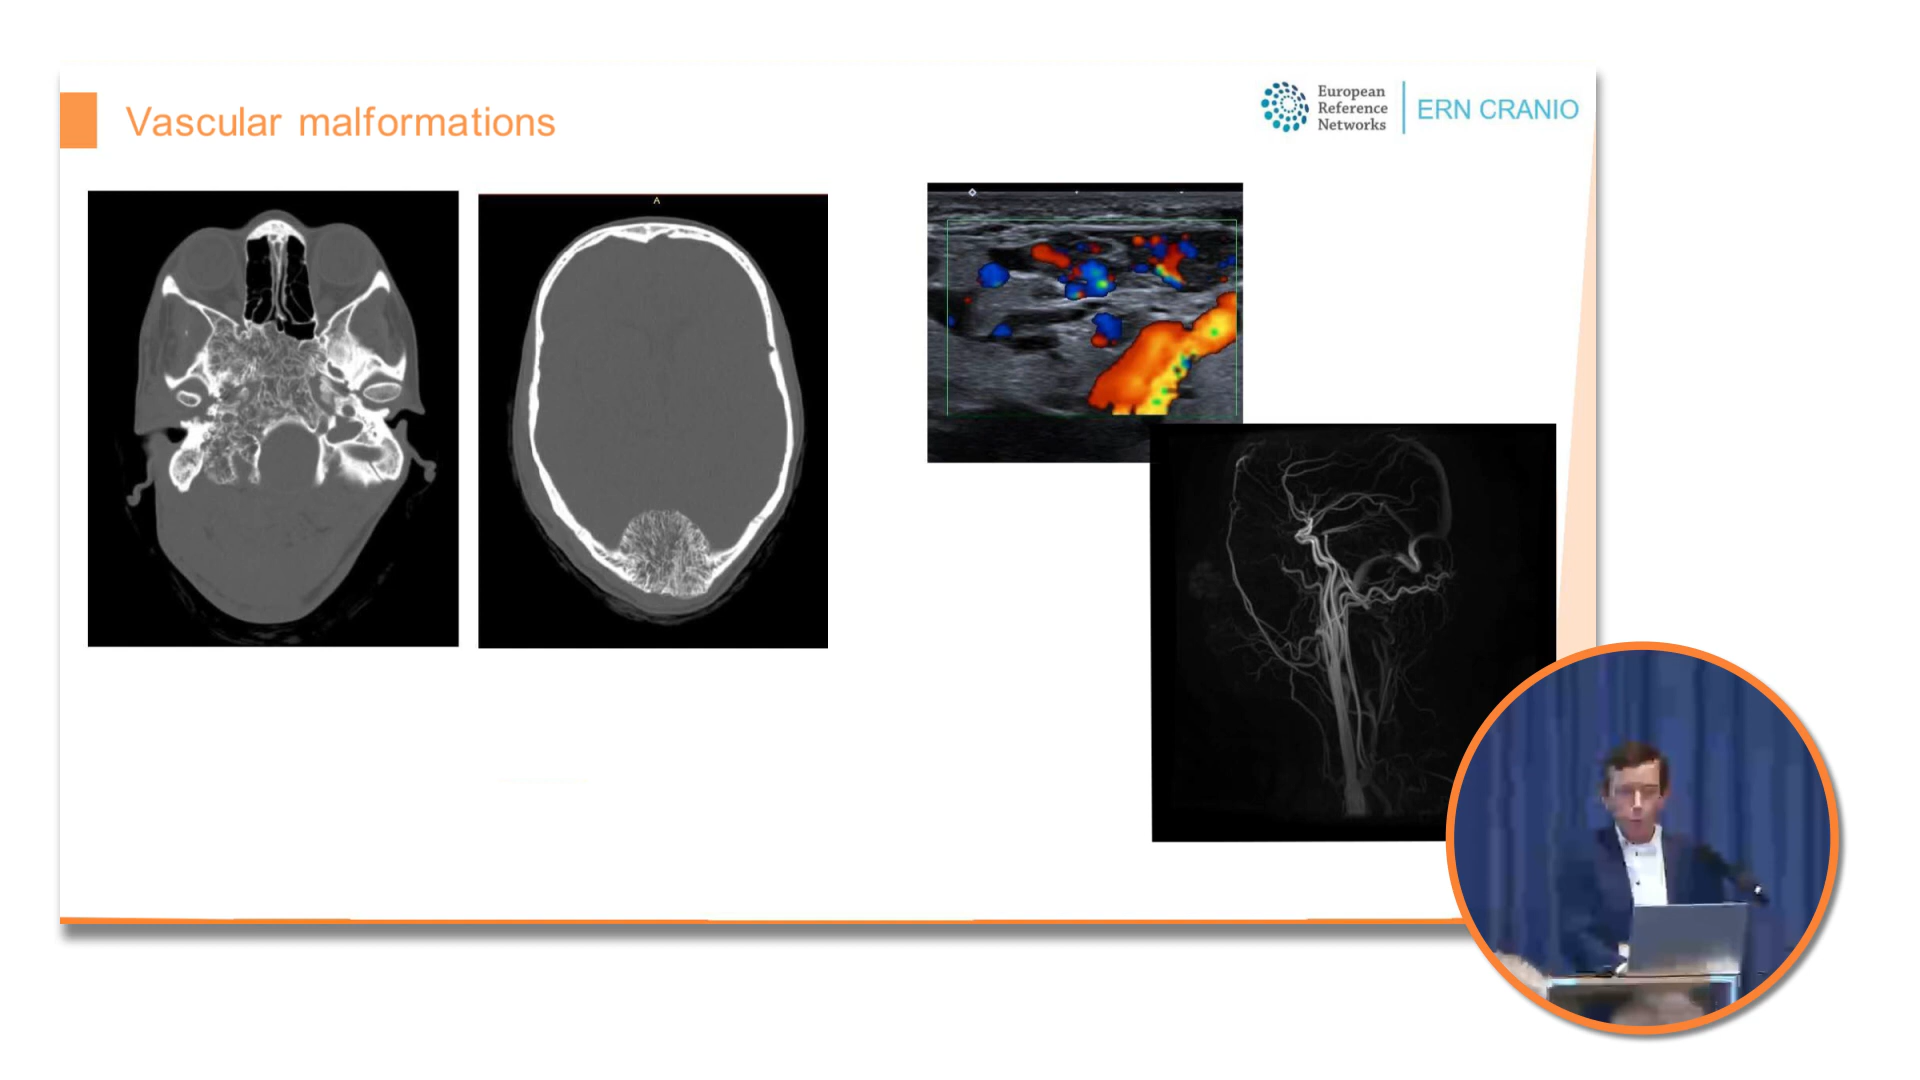 Vascular malformations
European
Reference
Networks
ERN CRANIO
A